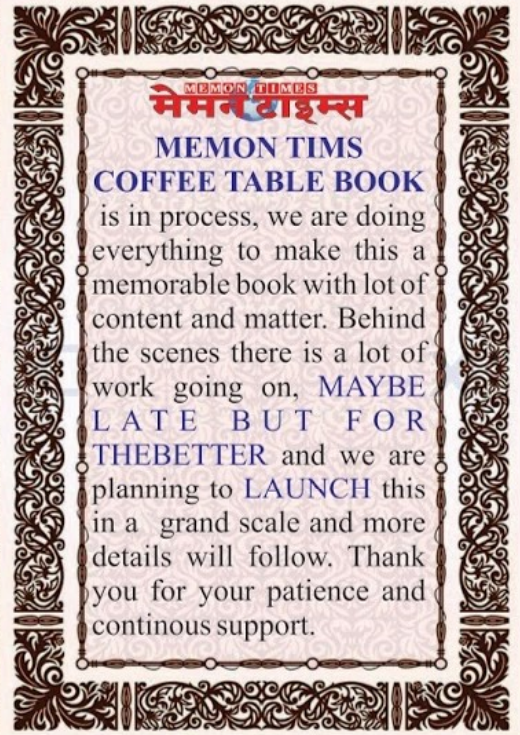 MEMON TIMES
मेमन टाइम्स
MEMON TIMS
COFFEE TABLE BOOK
is in process, we are doing
everything to make this a
memorable book with lot of
content and matter. Behind
the scenes there is a lot of
work going on, MAYBE
LATE BUT FOR
THEBETTER and we are
planning to LAUNCH this
in a grand scale and more
details will follow. Thank
you for your patience and
continous support.